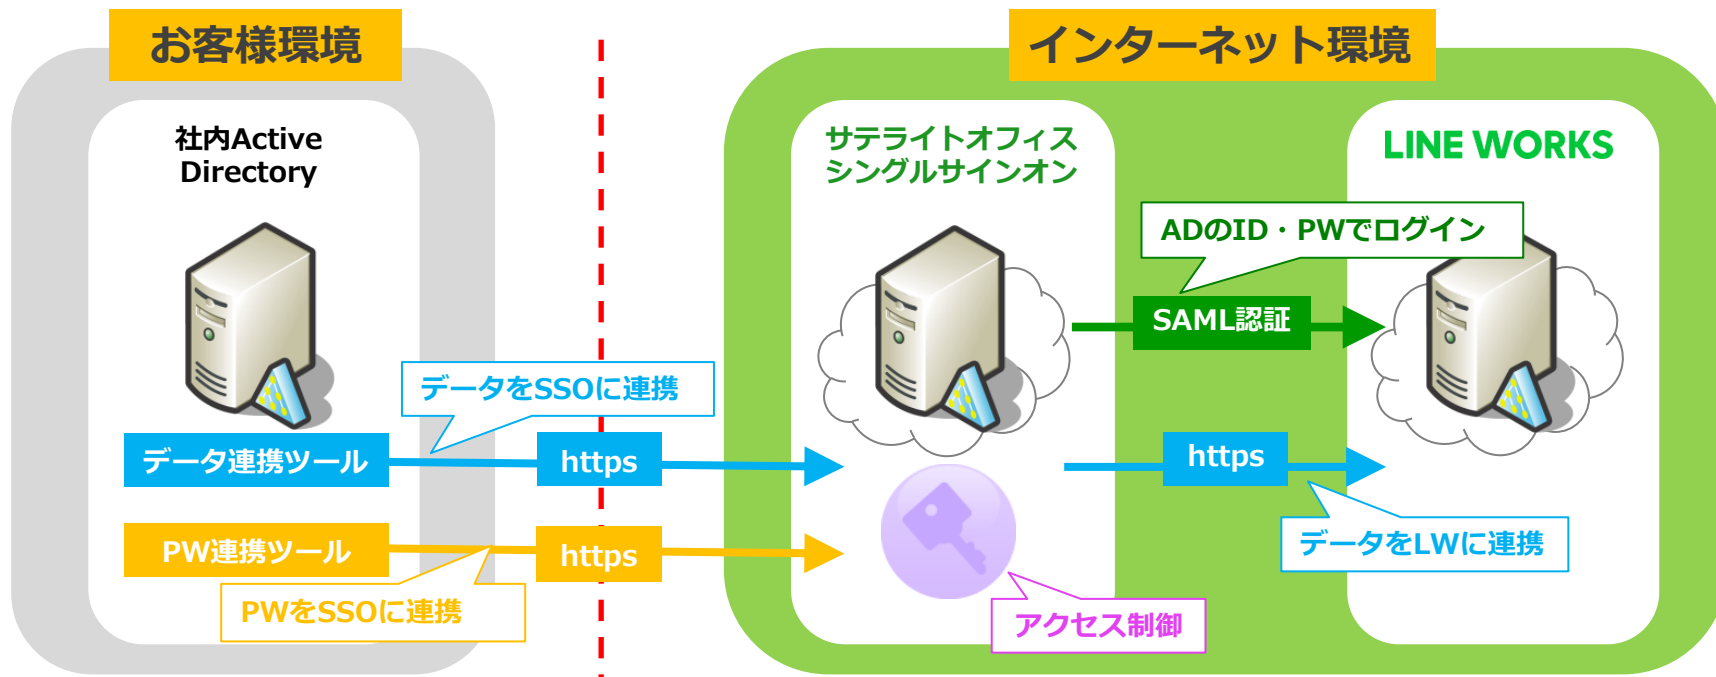 お客様環境
インターネット環境
社内Active
Directory
サテライトオフィス
シングルサインオン
LINE WORKS
ADのID・PWでログイン
SAML認証
データをSSOに連携
データ連携ツール
https
https
PW連携ツール
https
データをLWに連携
PWをSSOに連携
アクセス制御